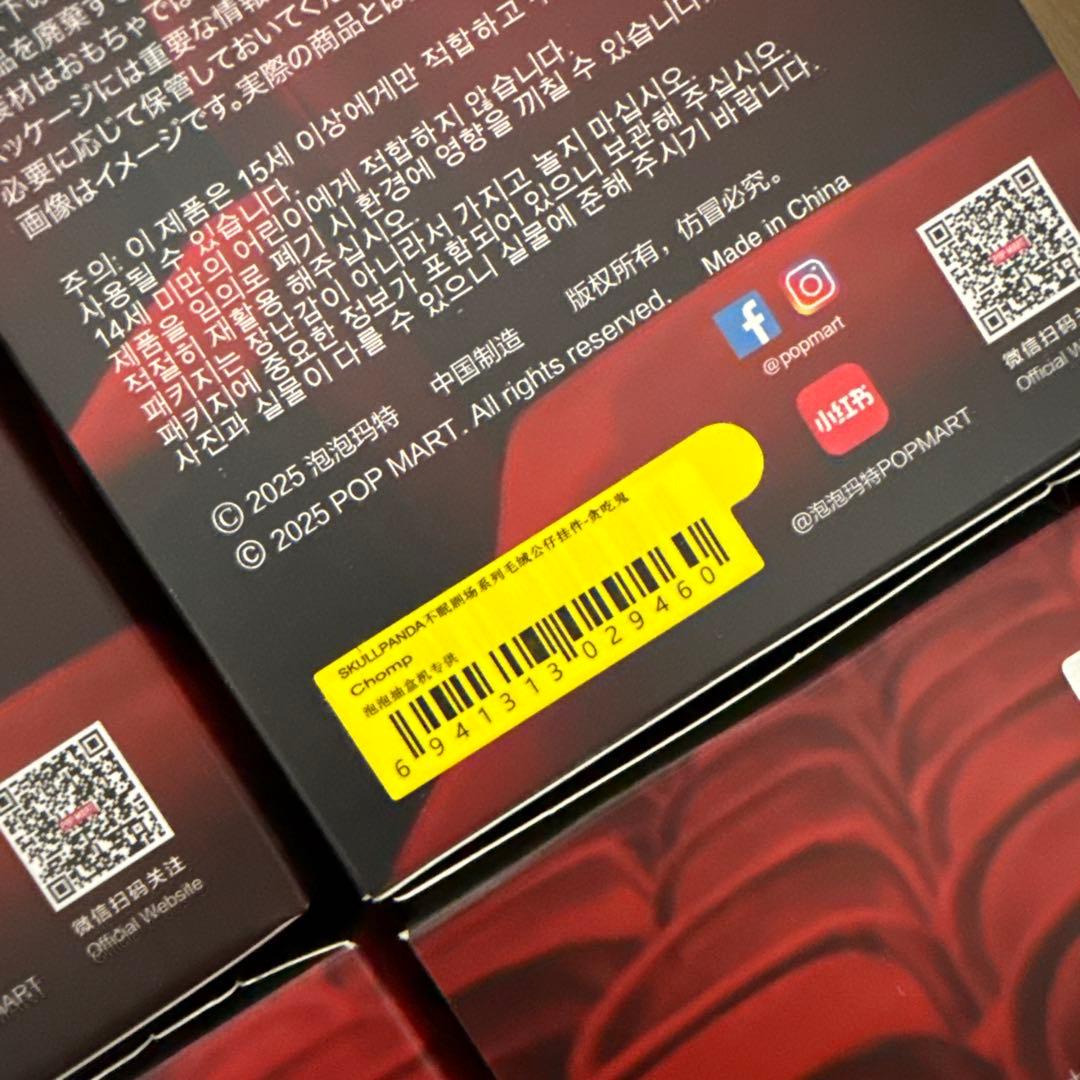 品を廃棄す
素材はおもちゃでは
パッケージには重要な情報
必要に応じて保管しておいてく
画像はイメージです。実際の商品とは
주의: 이 제품은 15세 이상에게만 적합하고
사용될 수 있습니다.
14세 미만의 어린이에게 적합하지 않습니다.
제품을 임의로 폐기 시 환경에 영향을 끼칠 수 있습니다.
적절히 재활용 해주십시오.
패키지는 장난감이 아니라서 가지고 놀지 마십시오
패키지에 중요한 정보가 포함되어 있으니 보관해 주십시오.
사진과 실물이 다를 수 있으니 실물에 준해 주시기 바랍니다.
© 2025 泡泡玛特 中国制造 版权所有，仿冒必究。
© 2025 POP MART. All rights reserved. Made in China
@popmart
小红书
@泡泡玛特POPMART
POP MART
微信扫码关注
Official W
SKULLPANDA不眠剧场系列毛绒公仔挂件-贪吃鬼
Chomp
泡泡抽盒机专供
6941313029460
POP MART
微信扫码关注
Official Website
MART